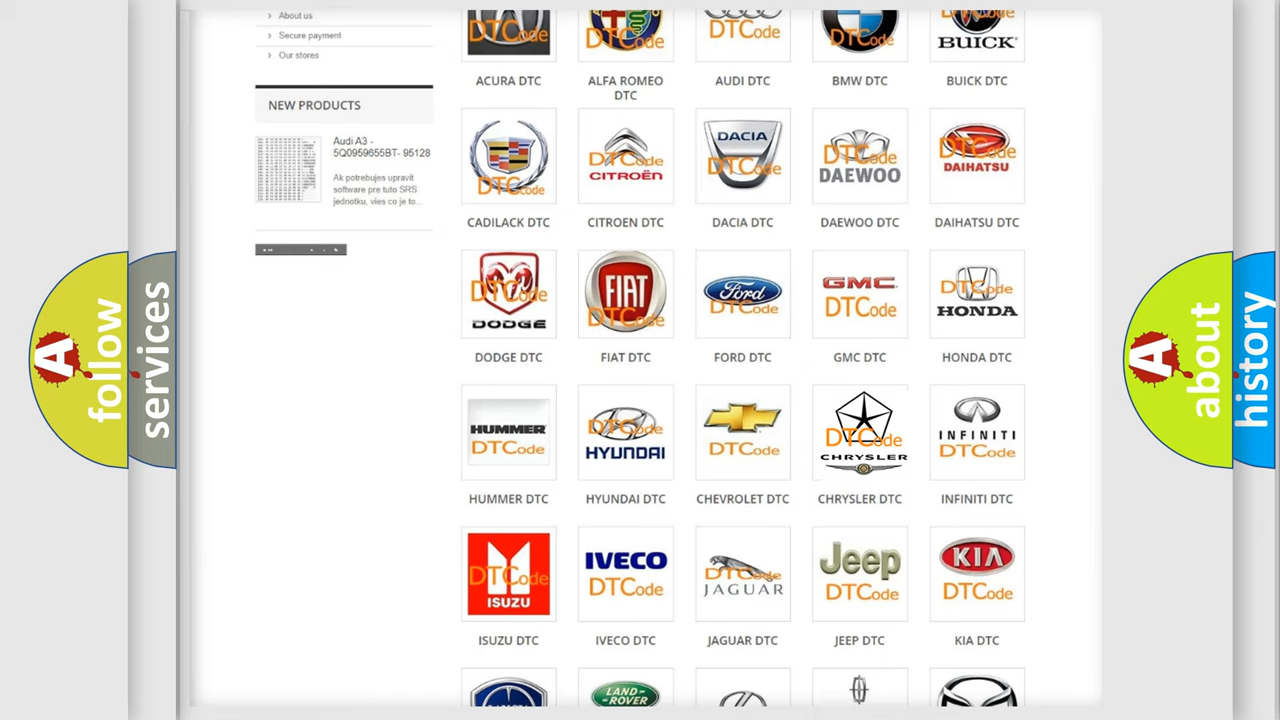 About us
Secure payment
Our stores
NEW PRODUCTS
Audi A3 -
5Q0959655BT- 95128
Ak potrebujes upravit
software pre tuto SRS
jednotku, vies co je to...
follow
services
about
history
DTCode DTCode DTCode DTCode BUICK
ACURA DTC ALFA ROMEO DTC AUDI DTC BMW DTC BUICK DTC
DTCode DTCode CITROËN DACIA DTCode DTCode DAEWOO DTCode DAIHATSU
CADILACK DTC CITROEN DTC DACIA DTC DAEWOO DTC DAIHATSU DTC
DTCode DODGE FIAT DTCode Ford DTCode GMC DTCode DTCode HONDA
DODGE DTC FIAT DTC FORD DTC GMC DTC HONDA DTC
HUMMER DTCode DTCode HYUNDAI DTCode DTCode CHRYSLER INFINITI DTCode
HUMMER DTC HYUNDAI DTC CHEVROLET DTC CHRYSLER DTC INFINITI DTC
DTCode ISUZU IVECO DTCode DTCode JAGUAR Jeep DTCode KIA DTCode
ISUZU DTC IVECO DTC JAGUAR DTC JEEP DTC KIA DTC
LAND-
ROVER